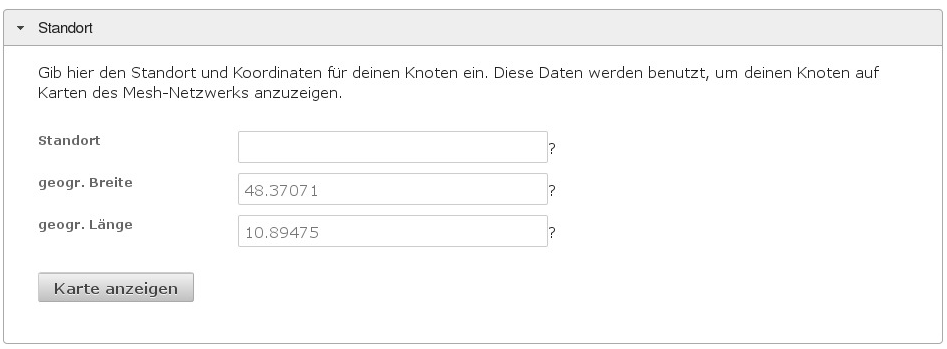 Standort
Gib hier den Standort und Koordinaten für deinen Knoten ein. Diese Daten werden benutzt, um deinen Knoten auf
Karten des Mesh-Netzwerks anzuzeigen.
Standort ?
geogr. Breite 48.37071 ?
geogr. Länge 10.89475 ?
Karte anzeigen